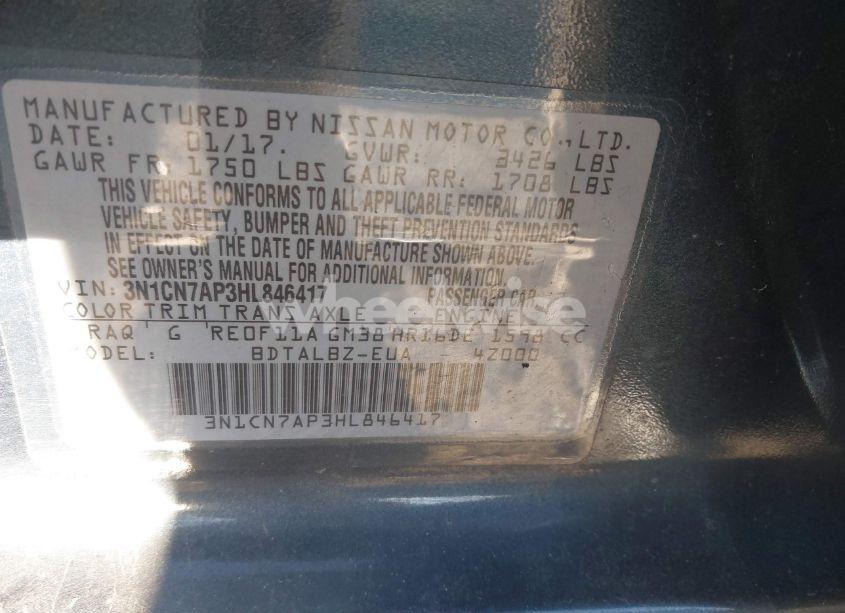 MANUFACTURED BY NISSAN MOTOR CO., LTD.
DATE: 01/17. GVWR: 3426 LBS
GAWR FR: 1750 LBS GAWR RR: 1708 LBS
THIS VEHICLE CONFORMS TO ALL APPLICABLE FEDERAL MOTOR
VEHICLE SAFETY, BUMPER AND THEFT PREVENTION STANDARDS
IN EFFECT ON THE DATE OF MANUFACTURE SHOWN ABOVE.
SEE OWNER'S MANUAL FOR ADDITIONAL INFORMATION
VIN: 3N1CN7AP3HL846417 PASSENGER CAR
COLOR TRIM TRANS AXLE ENGINE
RAQ G RE0F11A GM38 HR16DE 1598 CC
MODEL: BDTALBZ-EUA - 4Z000
3N1CN7AP3HL846417